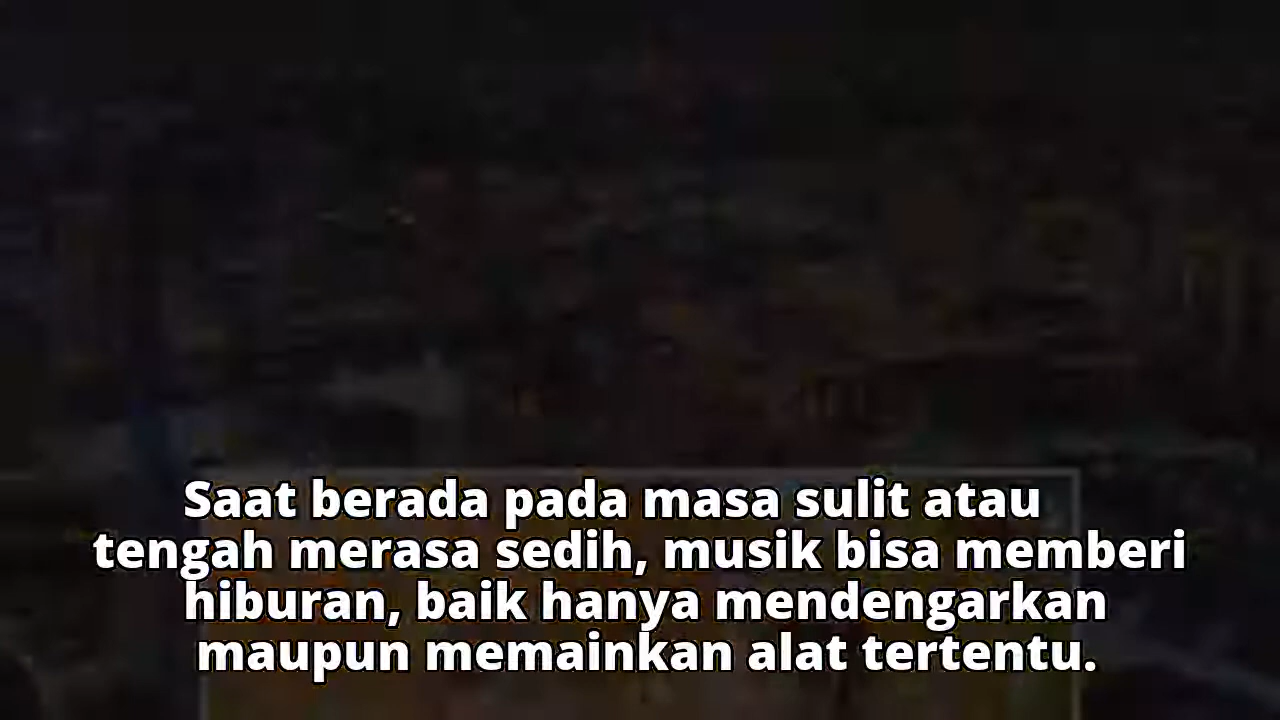 Saat berada pada masa sulit atau
tengah merasa sedih, musik bisa memberi
hiburan, baik hanya mendengarkan
maupun memainkan alat tertentu.